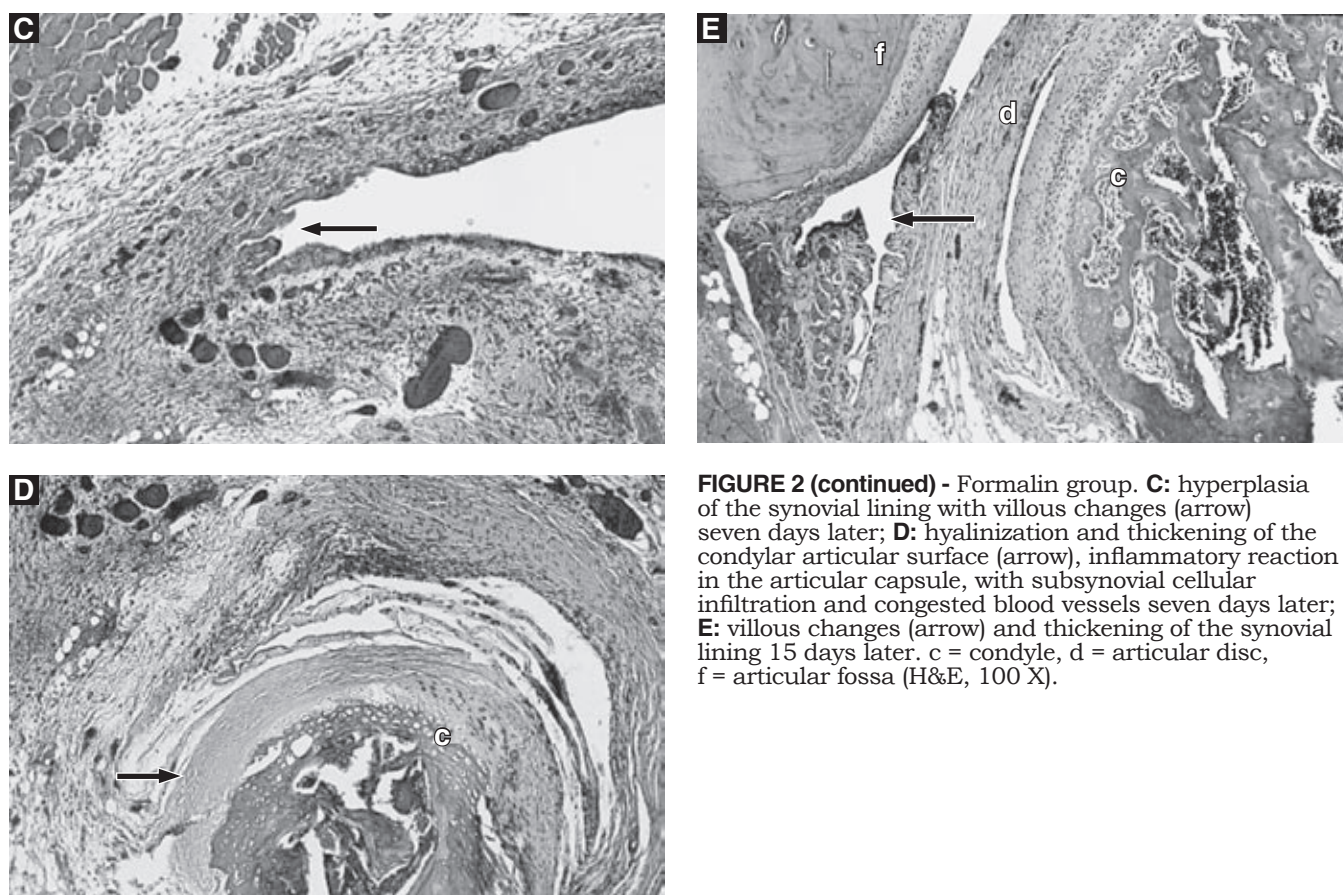 C
E
f
d
c
D
c
FIGURE 2 (continued) - Formalin group. C: hyperplasia
of the synovial lining with villous changes (arrow)
seven days later; D: hyalinization and thickening of the
condylar articular surface (arrow), inflammatory reaction
in the articular capsule, with subsynovial cellular
infiltration and congested blood vessels seven days later;
E: villous changes (arrow) and thickening of the synovial
lining 15 days later. c = condyle, d = articular disc,
f = articular fossa (H&E, 100 X).